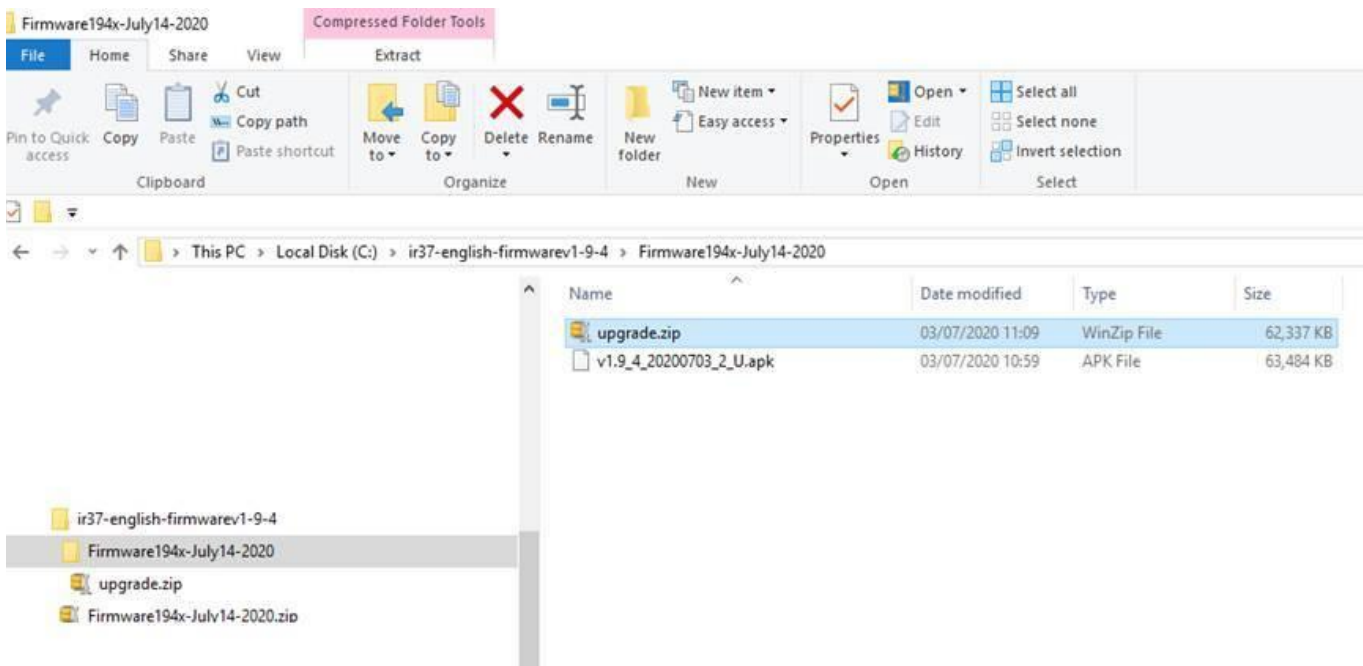 Firmware194x-July14-2020
Compressed Folder Tools
File Home Share View Extract
Pin to Quick access
Copy
Paste
Cut
Copy path
Paste shortcut
Move to
Copy to
Delete
Rename
New folder
New item
Easy access
Properties
Open
Edit
History
Select all
Select none
Invert selection
Clipboard Organize New Open Select
This PC > Local Disk (C:) > ir37-english-firmwarev1-9-4 > Firmware194x-July14-2020
Name Date modified Type Size
upgrade.zip 03/07/2020 11:09 WinZip File 62,337 KB
v1.9_4_20200703_2_U.apk 03/07/2020 10:59 APK File 63,484 KB
ir37-english-firmwarev1-9-4
Firmware194x-July14-2020
upgrade.zip
Firmware194x-July14-2020.zip